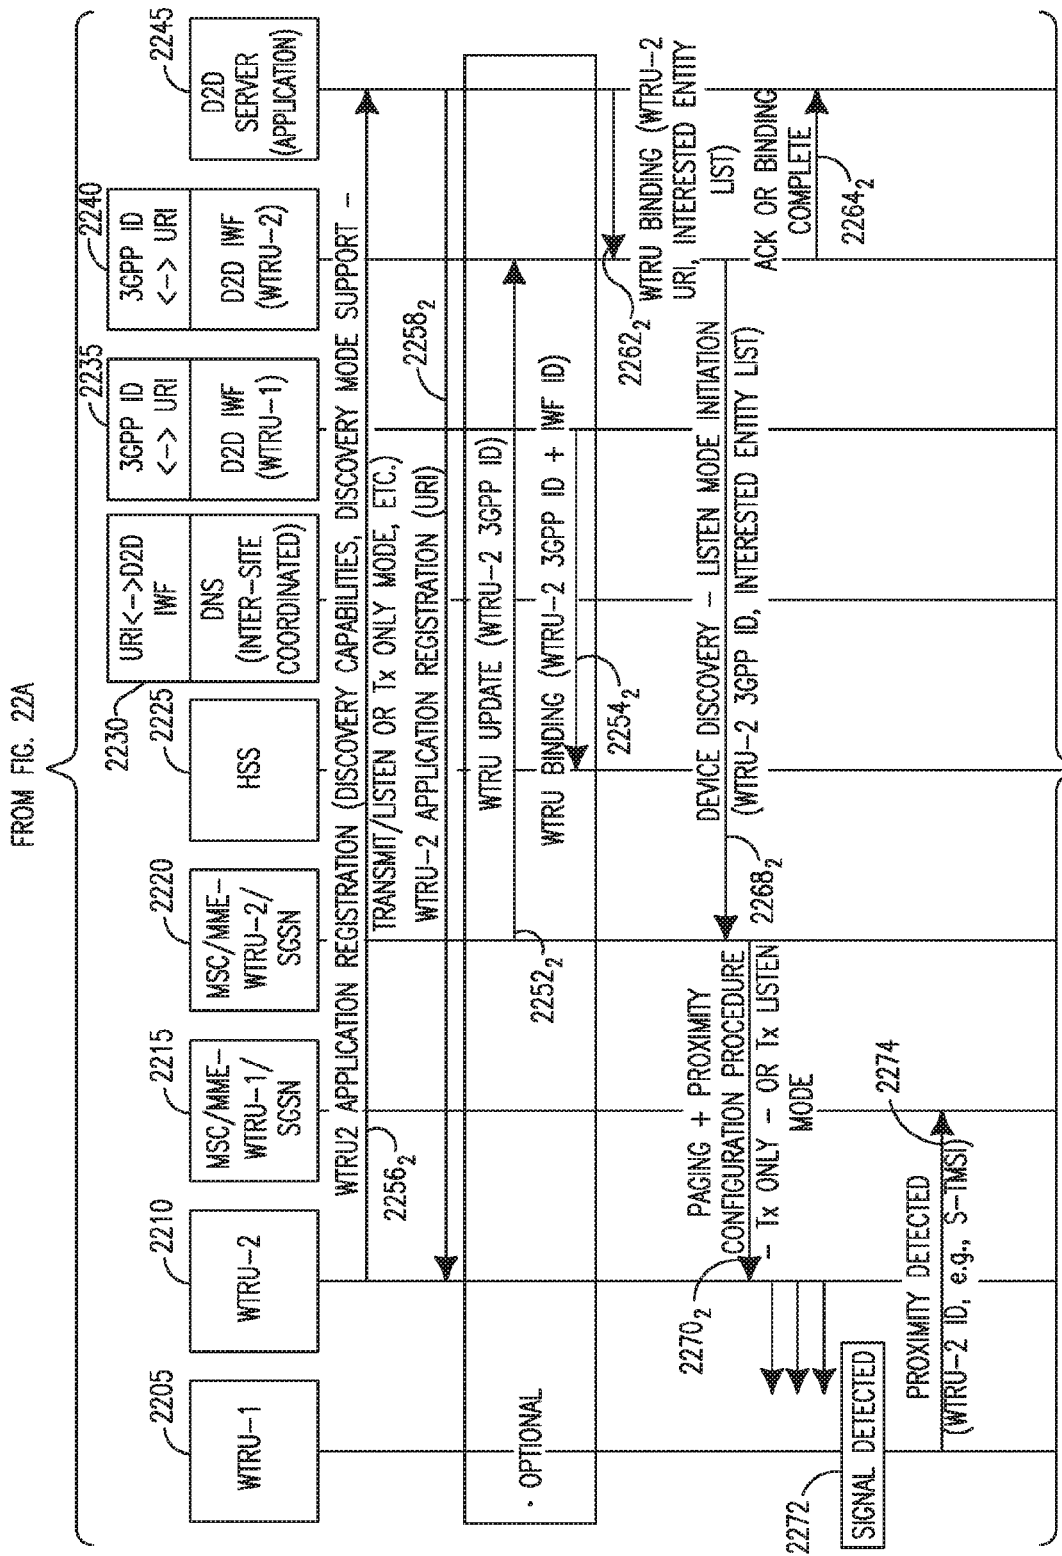 FROM FIG. 22A
2205
WTRU-1
2210
WTRU-2
2215
MSC/MME-
WTRU-1/
SGSN
2220
MSC/MME-
WTRU-2/
SGSN
2225
HSS
2230
URI<->D2D
IWF
DNS
(INTER-SITE
COORDINATED)
2235
3GPP ID
<-> URI
D2D IWF
(WTRU-1)
2240
3GPP ID
<-> URI
D2D IWF
(WTRU-2)
2245
D2D
SERVER
(APPLICATION)
WTRU2 APPLICATION REGISTRATION (DISCOVERY CAPABILITIES, DISCOVERY MODE SUPPORT -
2256₂
TRANSMIT/LISTEN OR Tx ONLY MODE, ETC.)
WTRU-2 APPLICATION REGISTRATION (URI)
2258₂
· OPTIONAL
WTRU UPDATE (WTRU-2 3GPP ID)
2252₂
WTRU BINDING (WTRU-2 3GPP ID + IWF ID)
2254₂
2262₂
WTRU BINDING (WTRU-2
URI, INTERESTED ENTITY
LIST)
DEVICE DISCOVERY - LISTEN MODE INITIATION
(WTRU-2 3GPP ID, INTERESTED ENTITY LIST)
2268₂
ACK OR BINDING
COMPLETE
2264₂
PAGING + PROXIMITY
CONFIGURATION PROCEDURE
- Tx ONLY - OR Tx LISTEN
MODE
2270₂
2272
SIGNAL DETECTED
PROXIMITY DETECTED
(WTRU-2 ID, e.g., S-TMSI)
2274